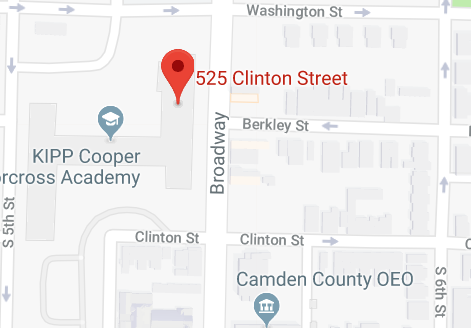 Washington St
525 Clinton Street
Berkley St
KIPP Cooper
orcross Academy
Broadway
S 5th St
Clinton St
Clinton St
C
Camden County OEO
S 6th St